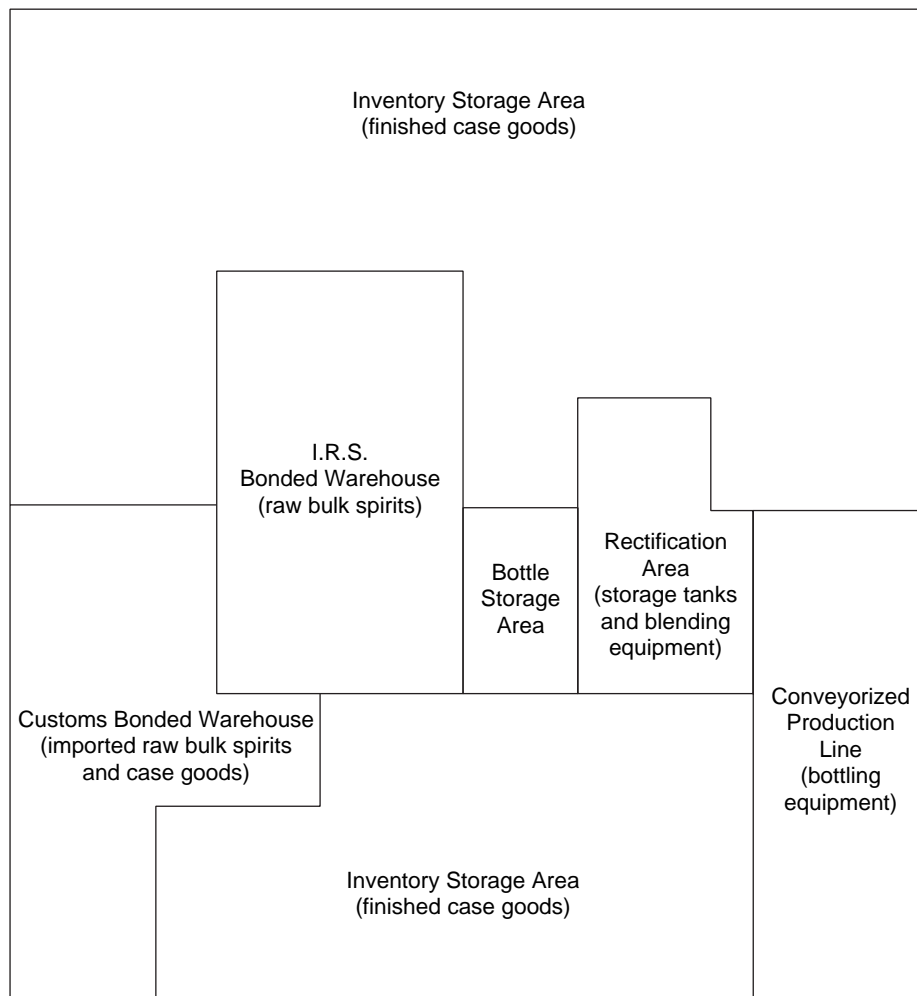 Inventory Storage Area
(finished case goods)
I.R.S.
Bonded Warehouse
(raw bulk spirits)
Bottle
Storage
Area
Rectification
Area
(storage tanks
and blending
equipment)
Customs Bonded Warehouse
(imported raw bulk spirits
and case goods)
Conveyorized
Production
Line
(bottling
equipment)
Inventory Storage Area
(finished case goods)